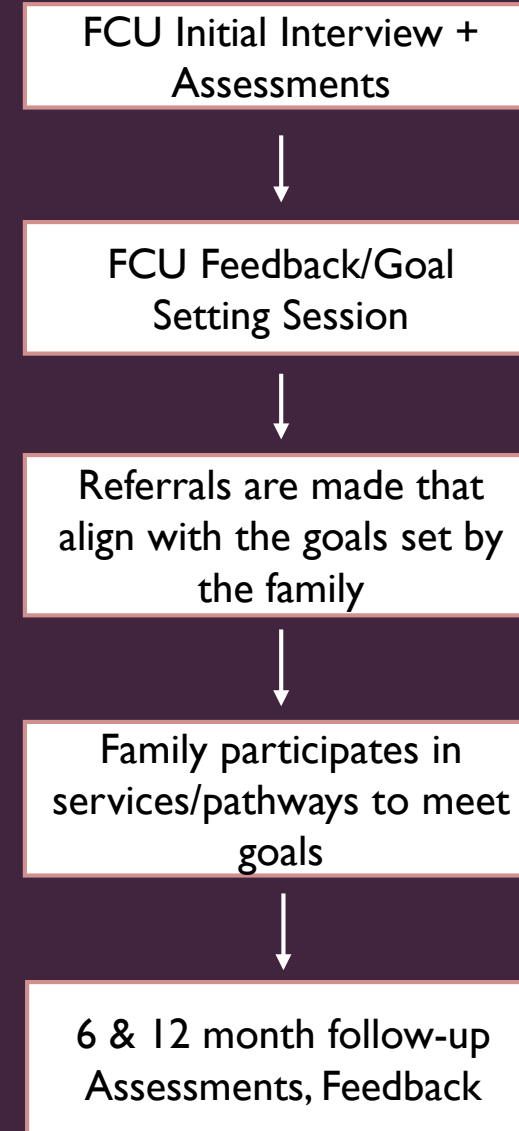 FCU Initial Interview +
Assessments
FCU Feedback/Goal
Setting Session
Referrals are made that
align with the goals set by
the family
Family participates in
services/pathways to meet
goals
6 & 12 month follow-up
Assessments, Feedback